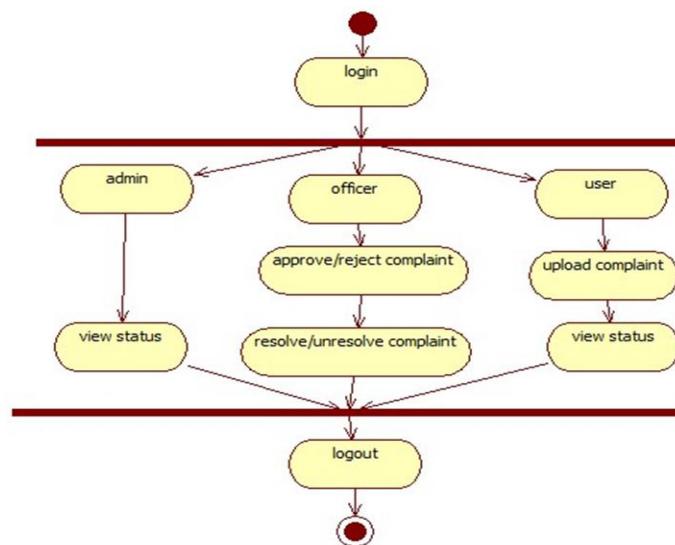 login
admin
officer
user
approve/reject complaint
upload complaint
view status
resolve/unresolve complaint
view status
logout